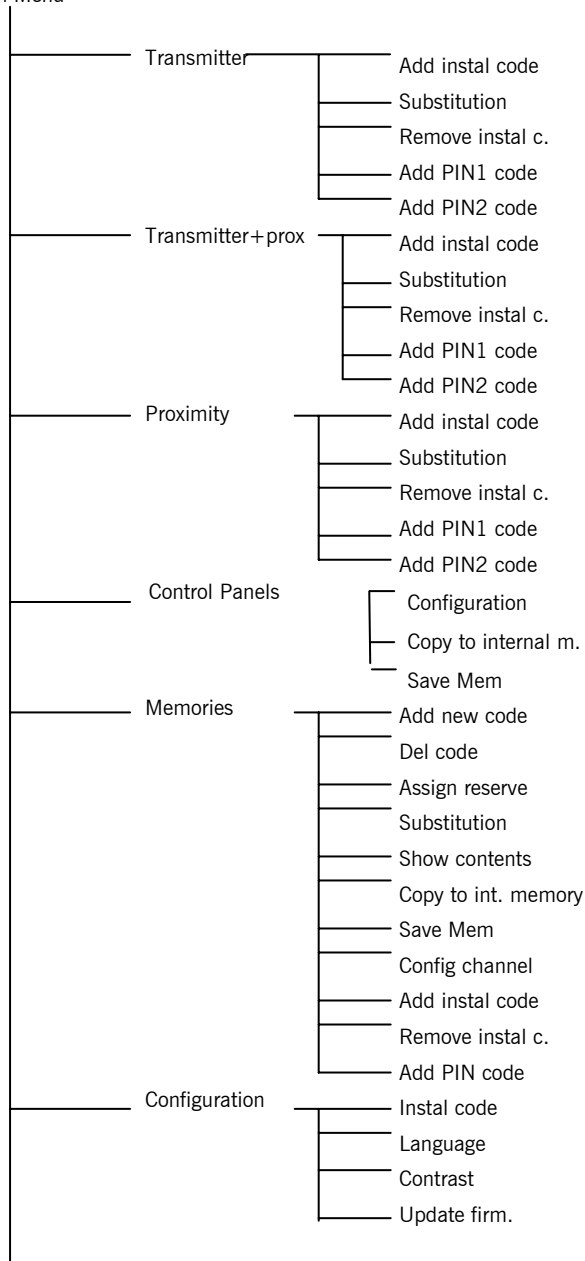 Menu
Transmitter
Add instal code
Substitution
Remove instal c.
Add PIN1 code
Add PIN2 code
Transmitter+prox
Add instal code
Substitution
Remove instal c.
Add PIN1 code
Add PIN2 code
Proximity
Add instal code
Substitution
Remove instal c.
Add PIN1 code
Add PIN2 code
Control Panels
Configuration
Copy to internal m.
Save Mem
Memories
Add new code
Del code
Assign reserve
Substitution
Show contents
Copy to int. memory
Save Mem
Config channel
Add instal code
Remove instal c.
Add PIN code
Configuration
Instal code
Language
Contrast
Update firm.